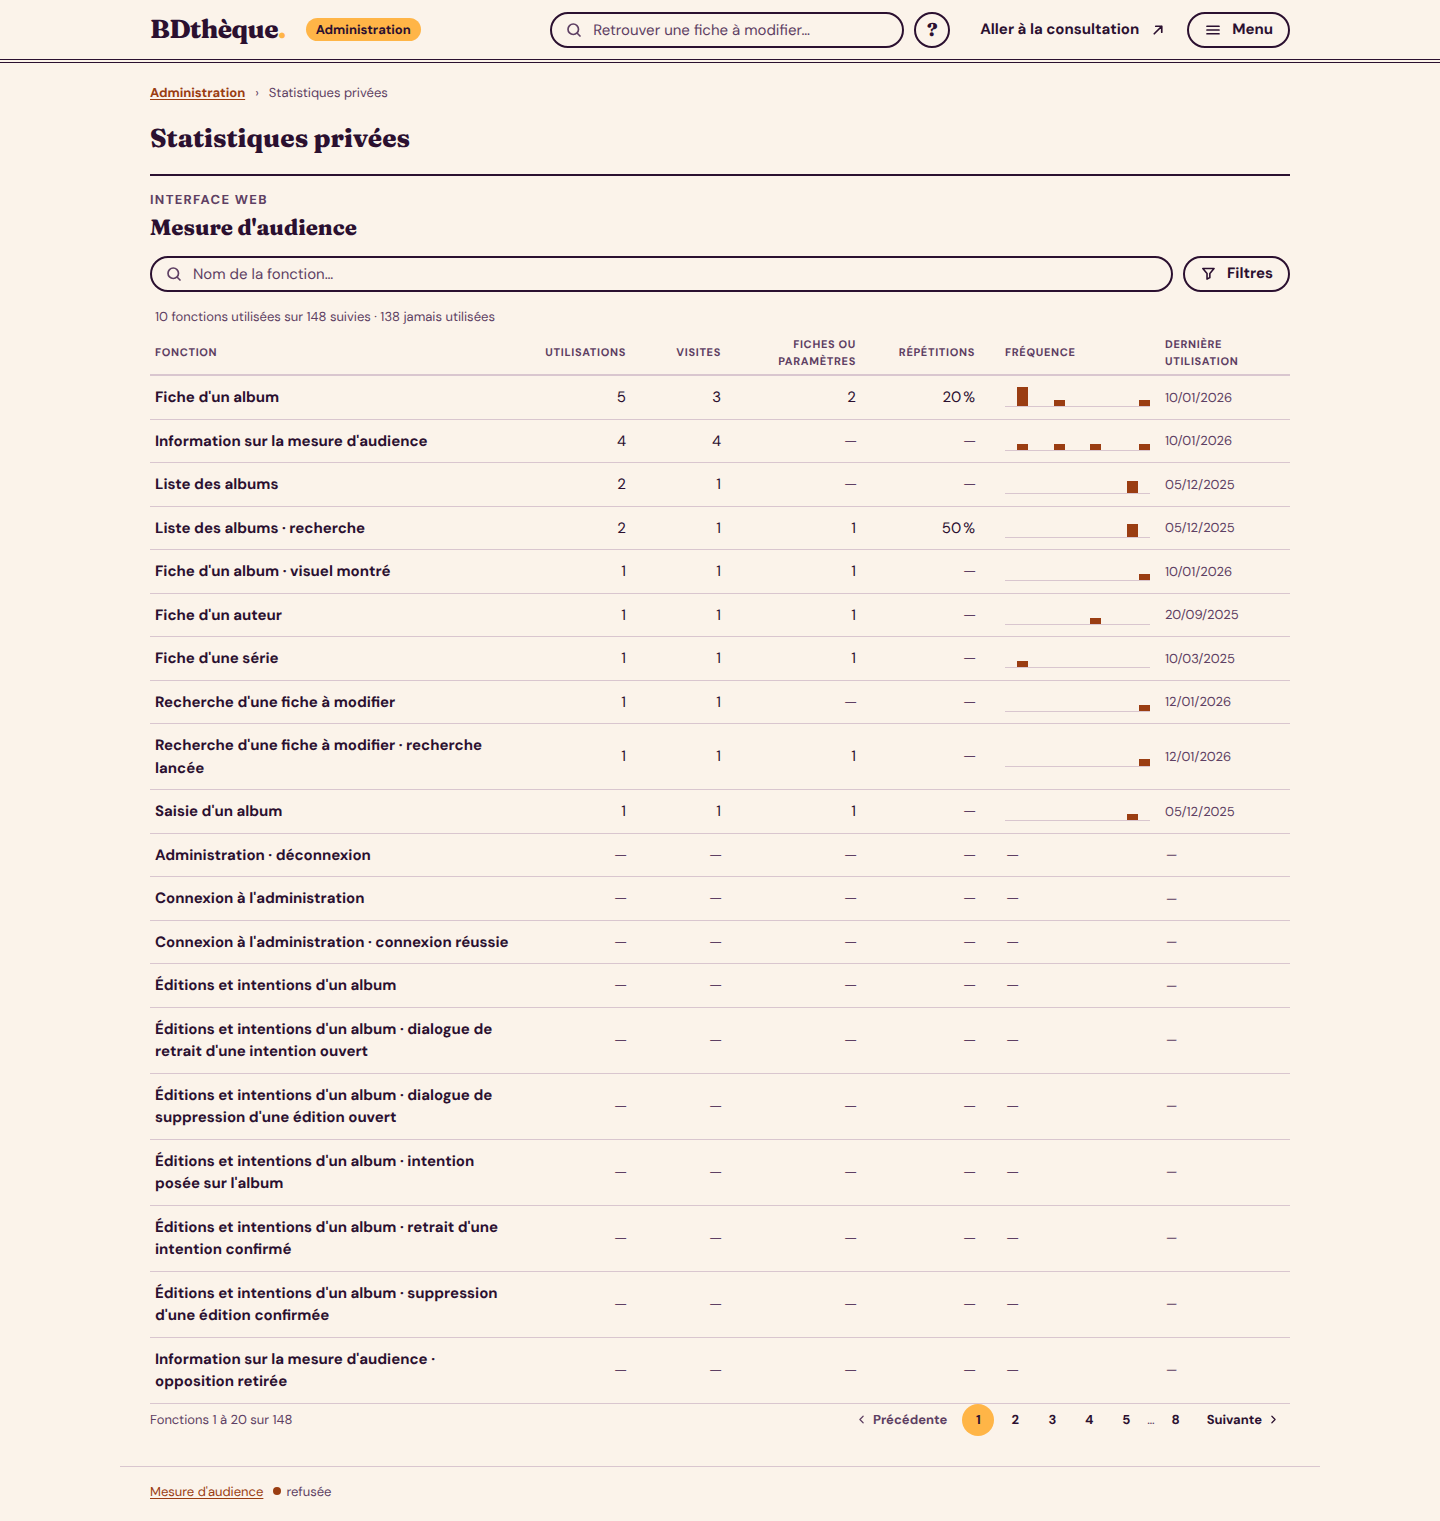 BDthèque.
Administration
Retrouver une fiche à modifier…
?
Aller à la consultation
Menu
Administration › Statistiques privées
Statistiques privées
INTERFACE WEB
Mesure d'audience
Nom de la fonction…
Filtres
10 fonctions utilisées sur 148 suivies · 138 jamais utilisées
FONCTION UTILISATIONS VISITES FICHES OU PARAMÈTRES RÉPÉTITIONS FRÉQUENCE DERNIÈRE UTILISATION
Fiche d'un album 5 3 2 20 % 10/01/2026
Information sur la mesure d'audience 4 4 — — 10/01/2026
Liste des albums 2 1 — — 05/12/2025
Liste des albums · recherche 2 1 1 50 % 05/12/2025
Fiche d'un album · visuel montré 1 1 1 — 10/01/2026
Fiche d'un auteur 1 1 1 — 20/09/2025
Fiche d'une série 1 1 1 — 10/03/2025
Recherche d'une fiche à modifier 1 1 — — 12/01/2026
Recherche d'une fiche à modifier · recherche
lancée 1 1 1 — 12/01/2026
Saisie d'un album 1 1 1 — 05/12/2025
Administration · déconnexion — — — — — —
Connexion à l'administration — — — — — —
Connexion à l'administration · connexion réussie — — — — — —
Éditions et intentions d'un album — — — — — —
Éditions et intentions d'un album · dialogue de
retrait d'une intention ouvert — — — — — —
Éditions et intentions d'un album · dialogue de
suppression d'une édition ouvert — — — — — —
Éditions et intentions d'un album · intention
posée sur l'album — — — — — —
Éditions et intentions d'un album · retrait d'une
intention confirmé — — — — — —
Éditions et intentions d'un album · suppression
d'une édition confirmée — — — — — —
Information sur la mesure d'audience ·
opposition retirée — — — — — —
Fonctions 1 à 20 sur 148
‹ Précédente 1 2 3 4 5 … 8 Suivante ›
Mesure d'audience refusée